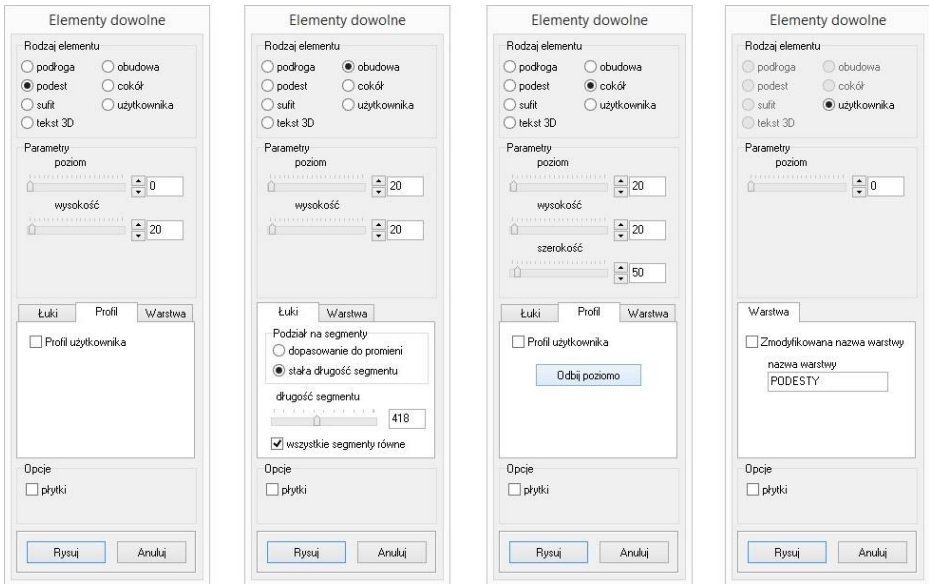 Elementy dowolne
Rodzaj elementu
podłoga obudowa
podest cokół
sufit użytkownika
tekst 3D
Parametry
poziom
0
wysokość
20
Łuki Profil Warstwa
Profil użytkownika
Opcje
płytki
Rysuj Anuluj
Elementy dowolne
Rodzaj elementu
podłoga obudowa
podest cokół
sufit użytkownika
tekst 3D
Parametry
poziom
20
wysokość
20
Łuki Warstwa
Podział na segmenty
dopasowanie do promieni
stała długość segmentu
długość segmentu
418
wszystkie segmenty równe
Opcje
płytki
Rysuj Anuluj
Elementy dowolne
Rodzaj elementu
podłoga obudowa
podest cokół
sufit użytkownika
tekst 3D
Parametry
poziom
20
wysokość
20
szerokość
50
Łuki Profil Warstwa
Profil użytkownika
Odbij poziomo
Opcje
płytki
Rysuj Anuluj
Elementy dowolne
Rodzaj elementu
podłoga obudowa
podest cokół
sufit użytkownika
tekst 3D
Parametry
poziom
0
Warstwa
Zmodyfikowana nazwa warstwy
nazwa warstwy
PODESTY
Opcje
płytki
Rysuj Anuluj